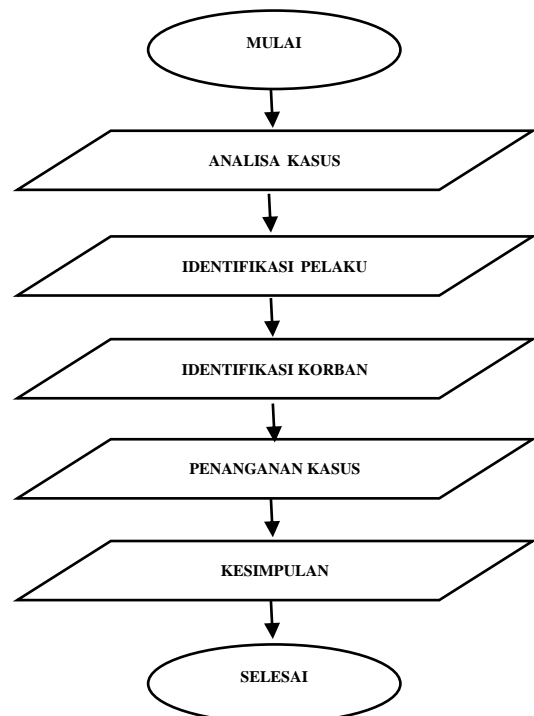 MULAI
ANALISA KASUS
IDENTIFIKASI PELAKU
IDENTIFIKASI KORBAN
PENANGANAN KASUS
KESIMPULAN
SELESAI